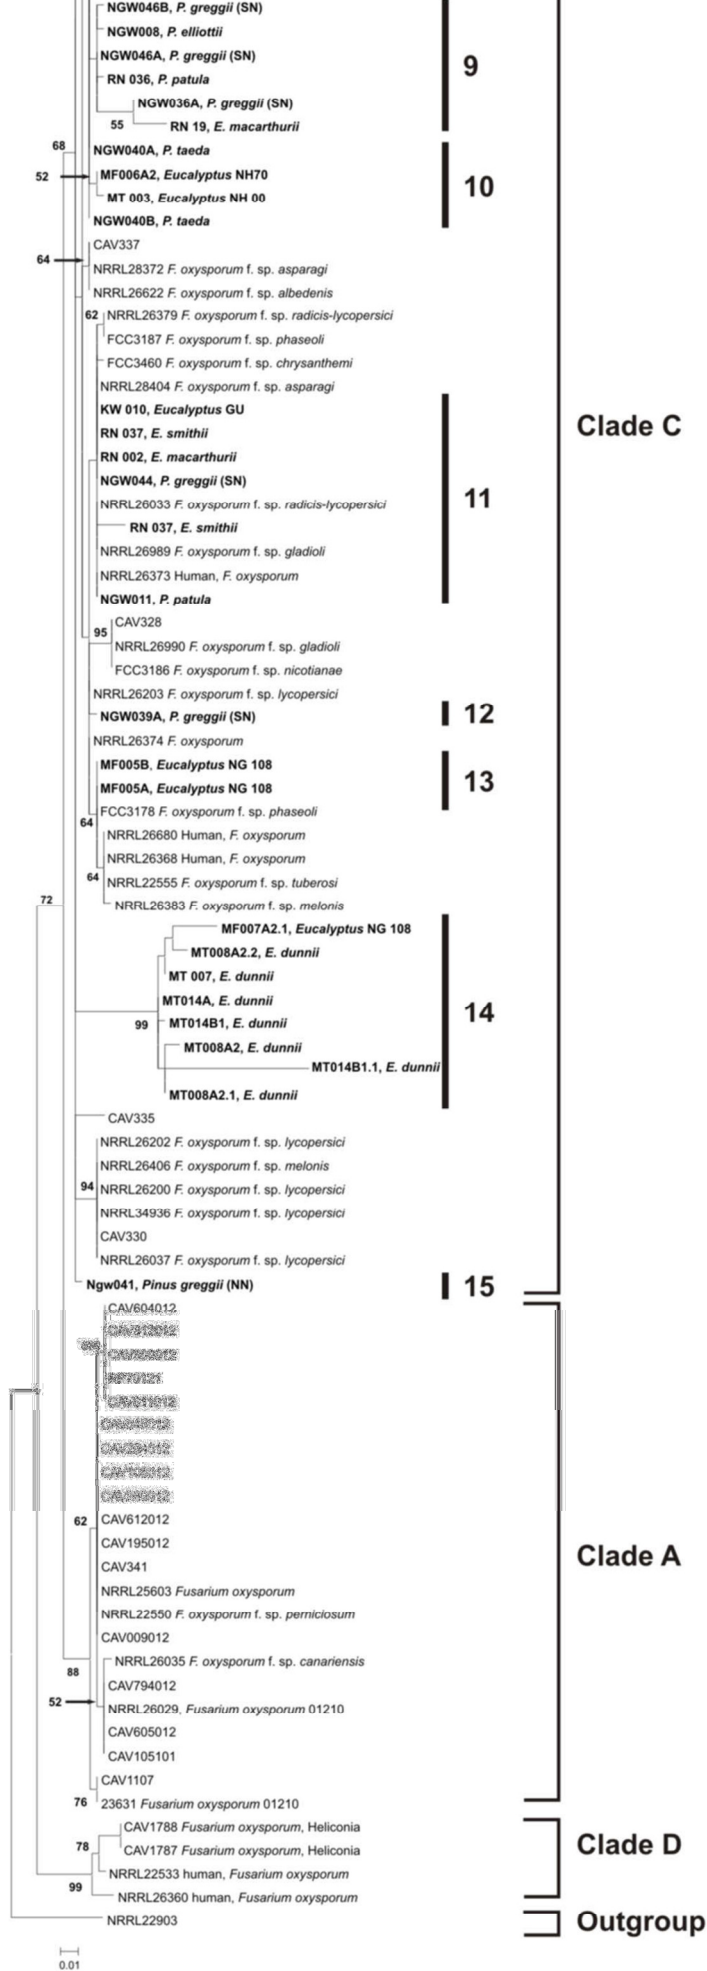 NGW046B, P. greggii (SN)
NGW008, P. elliottii
NGW046A, P. greggii (SN)
9
RN 036, P. patula
NGW036A, P. greggii (SN)
55
RN 19, E. macarthurii
68
NGW040A, P. taeda
52
MF006A2, Eucalyptus NH70
10
MT 003, Eucalyptus NH 00
NGW040B, P. taeda
CAV337
64
NRRL28372 F. oxysporum f. sp. asparagi
NRRL26622 F. oxysporum f. sp. albedenis
62
NRRL26379 F. oxysporum f. sp. radicis-lycopersici
FCC3187 F. oxysporum f. sp. phaseoli
FCC3460 F. oxysporum f. sp. chrysanthemi
NRRL28404 F. oxysporum f. sp. asparagi
KW 010, Eucalyptus GU
Clade C
RN 037, E. smithii
RN 002, E. macarthurii
NGW044, P. greggii (SN)
11
NRRL26033 F. oxysporum f. sp. radicis-lycopersici
RN 037, E. smithii
NRRL26989 F. oxysporum f. sp. gladioli
NRRL26373 Human, F. oxysporum
NGW011, P. patula
CAV328
95
NRRL26990 F. oxysporum f. sp. gladioli
FCC3186 F. oxysporum f. sp. nicotianae
NRRL26203 F. oxysporum f. sp. lycopersici
NGW039A, P. greggii (SN)
12
NRRL26374 F. oxysporum
MF005B, Eucalyptus NG 108
13
MF005A, Eucalyptus NG 108
FCC3178 F. oxysporum f. sp. phaseoli
64
NRRL26680 Human, F. oxysporum
NRRL26368 Human, F. oxysporum
64
NRRL22555 F. oxysporum f. sp. tuberosi
NRRL26383 F. oxysporum f. sp. melonis
72
MF007A2.1, Eucalyptus NG 108
MT008A2.2, E. dunnii
MT 007, E. dunnii
MT014A, E. dunnii
14
99
MT014B1, E. dunnii
MT008A2, E. dunnii
MT014B1.1, E. dunnii
MT008A2.1, E. dunnii
CAV335
NRRL26202 F. oxysporum f. sp. lycopersici
NRRL26406 F. oxysporum f. sp. melonis
94
NRRL26200 F. oxysporum f. sp. lycopersici
NRRL34936 F. oxysporum f. sp. lycopersici
CAV330
NRRL26037 F. oxysporum f. sp. lycopersici
Ngw041, Pinus greggii (NN)
15
CAV604012
62
CAV612012
CAV195012
Clade A
CAV341
NRRL25603 Fusarium oxysporum
NRRL22550 F. oxysporum f. sp. perniciosum
CAV009012
NRRL26035 F. oxysporum f. sp. canariensis
88
CAV794012
52
NRRL26029, Fusarium oxysporum 01210
CAV605012
CAV105101
CAV1107
76
23631 Fusarium oxysporum 01210
CAV1788 Fusarium oxysporum, Heliconia
78
Clade D
CAV1787 Fusarium oxysporum, Heliconia
NRRL22533 human, Fusarium oxysporum
99
NRRL26360 human, Fusarium oxysporum
NRRL22903
Outgroup
0.01